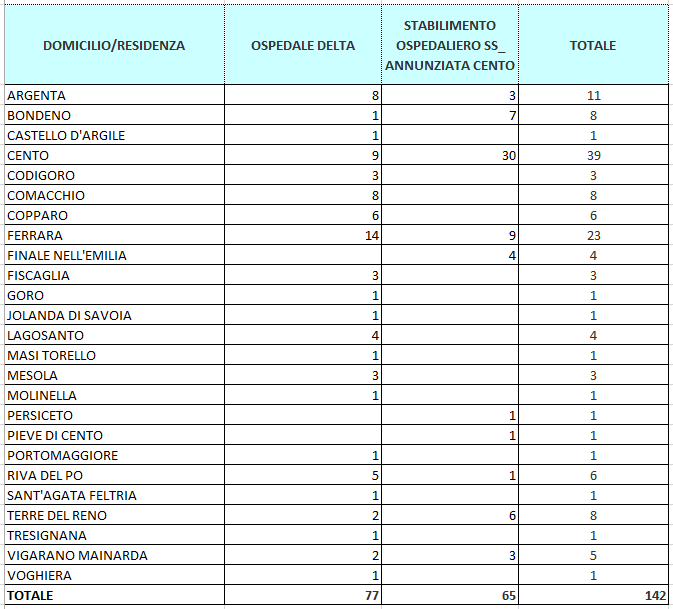 DOMICILIO/RESIDENZA OSPEDALE DELTA STABILIMENTO OSPEDALIERO SS_ ANNUNZIATA CENTO TOTALE
ARGENTA 8 3 11
BONDENO 1 7 8
CASTELLO D'ARGILE 1 1
CENTO 9 30 39
CODIGORO 3 3
COMACCHIO 8 8
COPPARO 6 6
FERRARA 14 9 23
FINALE NELL'EMILIA 4 4
FISCAGLIA 3 3
GORO 1 1
JOLANDA DI SAVOIA 1 1
LAGOSANTO 4 4
MASI TORELLO 1 1
MESOLA 3 3
MOLINELLA 1 1
PERSICETO 1 1
PIEVE DI CENTO 1 1
PORTOMAGGIORE 1 1
RIVA DEL PO 5 1 6
SANT'AGATA FELTRIA 1 1
TERRE DEL RENO 2 6 8
TRESIGNANA 1 1
VIGARANO MAINARDA 2 3 5
VOGHIERA 1 1
TOTALE 77 65 142